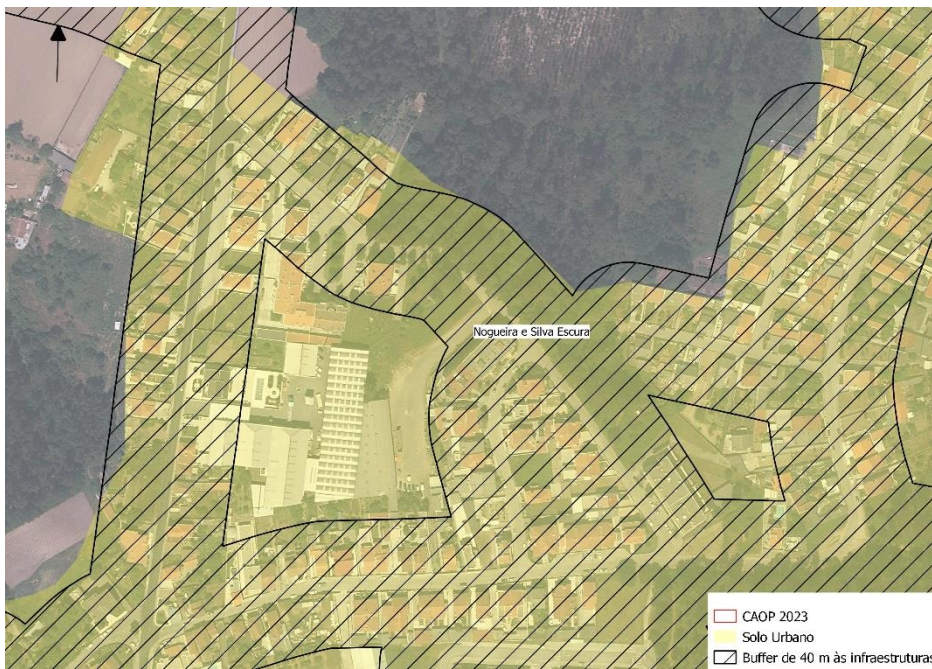 Nogueira e Silva Escura
CAOP 2023
Solo Urbano
Buffer de 40 m às infraestruturas